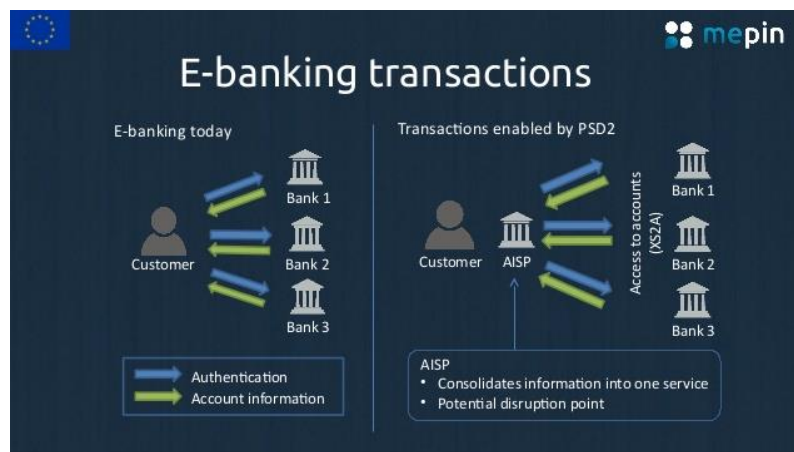 mepin
E-banking transactions
E-banking today
Bank 1
Customer
Bank 2
Bank 3
Authentication
Account information
Transactions enabled by PSD2
Customer
AISP
Access to accounts
(XS2A)
Bank 1
Bank 2
Bank 3
AISP
• Consolidates information into one service
• Potential disruption point